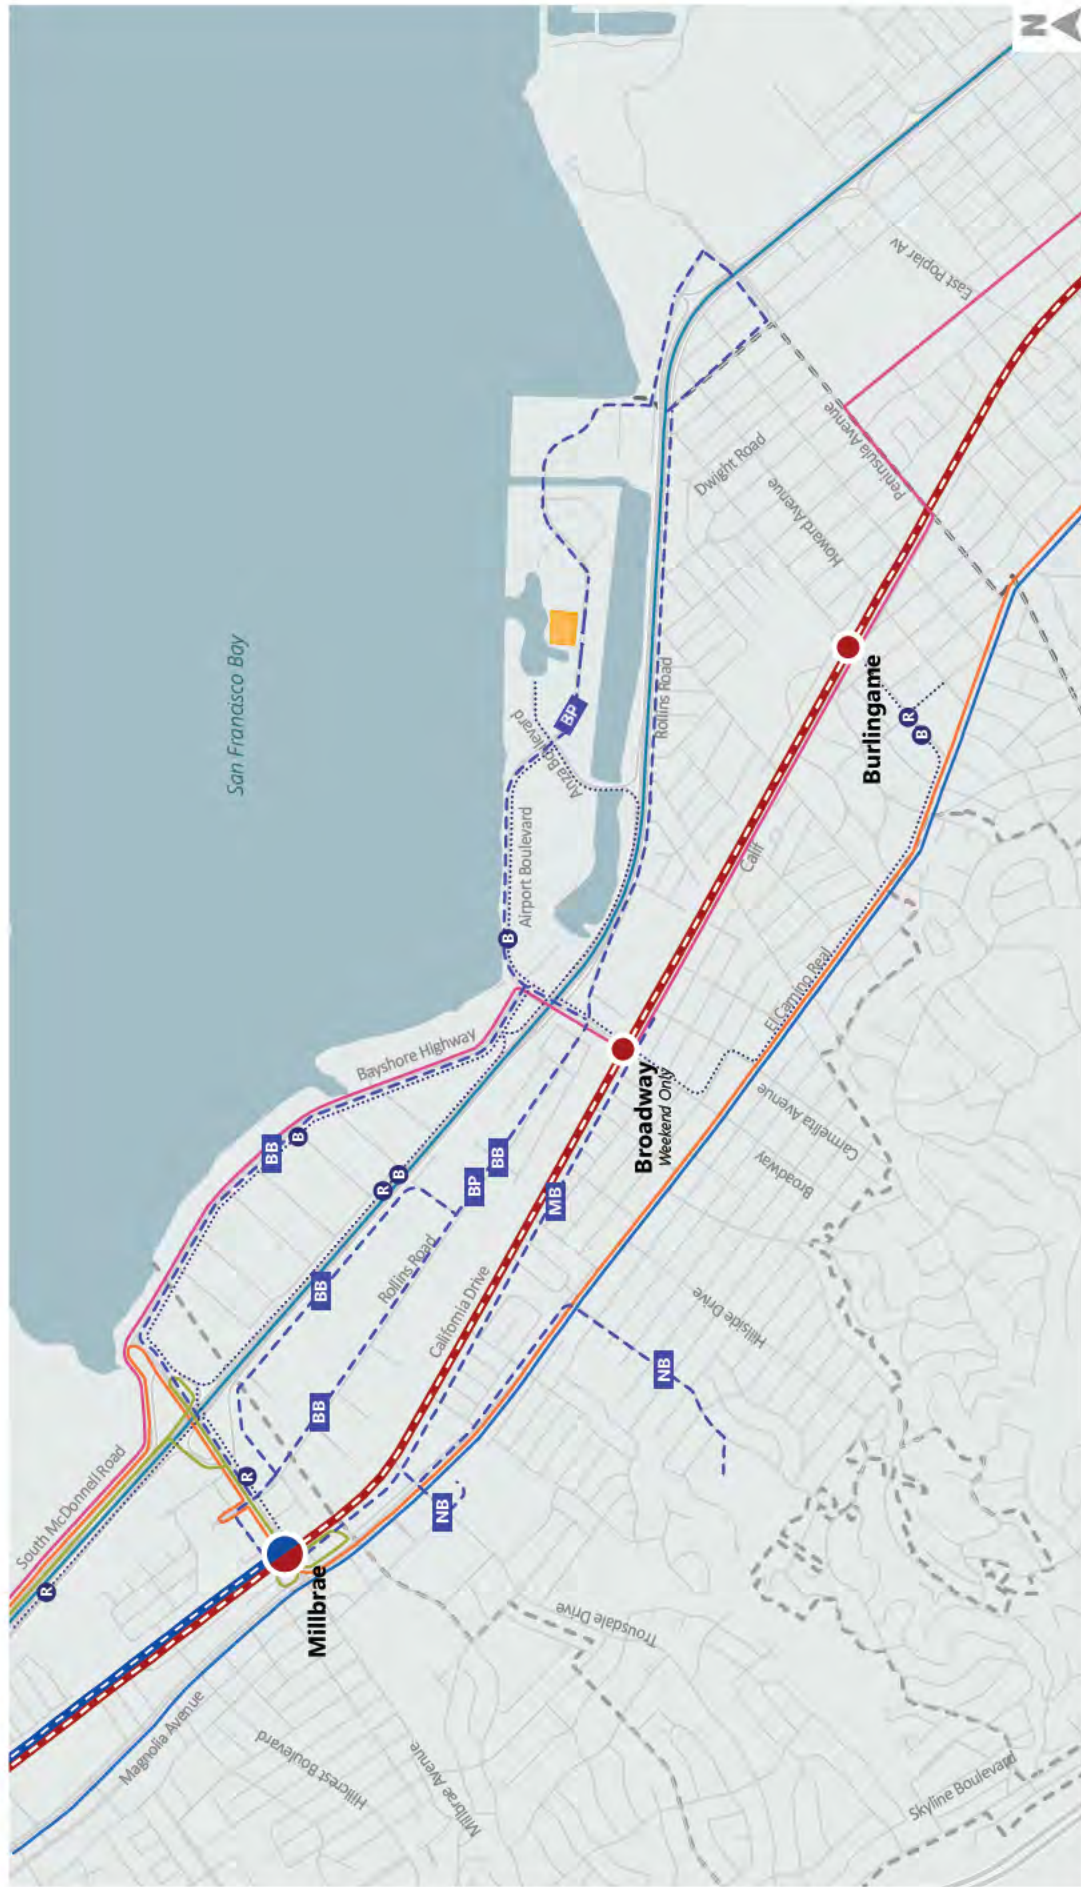 N
San Franasco Bay
South McDonnell Road
R
Magnolia Avenue
Millbrae
R
Hillcrest Boulevard
Millbrae Avenue
Trousdale Drive
Skyline Boulevard
BB
B
Bayshore Highway
BB
R
B
BB
Rollins Road
BP
BB
California Drive
MB
NB
NB
Hillside Drive
Broadway
Weekend Only
Broadway
Carmelita Avenue
El Camino Real
B
Airport Boulevard
Anza Boulevard
BP
Rollins Road
Calif
Burlingame
B
R
Dwight Road
Howard Avenue
Peninsula Avenue
East Poplar Av